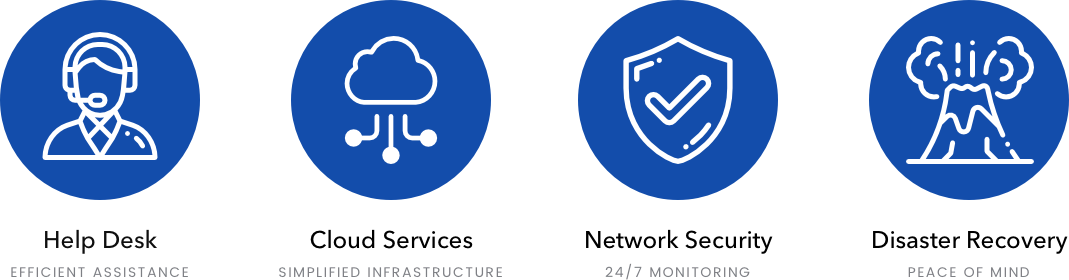 Help Desk
EFFICIENT ASSISTANCE
Cloud Services
SIMPLIFIED INFRASTRUCTURE
Network Security
24/7 MONITORING
Disaster Recovery
PEACE OF MIND